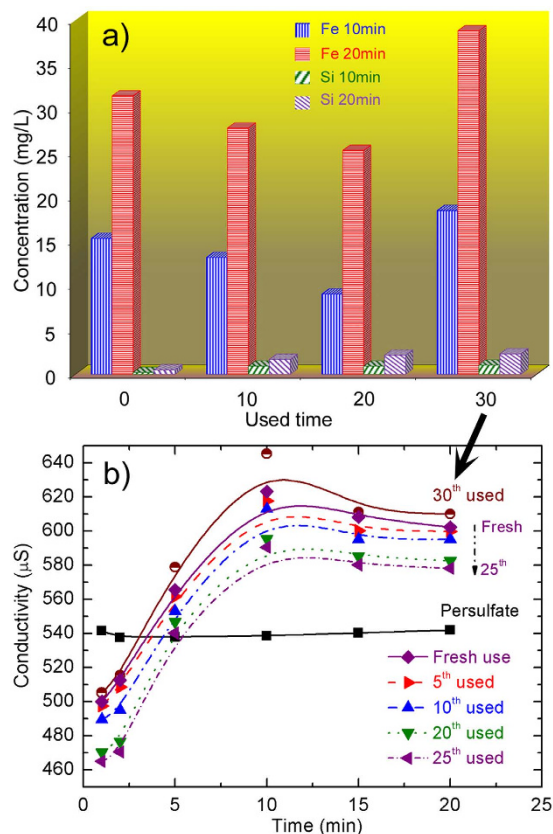 a)
Fe 10min
Fe 20min
Si 10min
Si 20min
Concentration (mg/L)
40
35
30
25
20
15
10
5
0
0 10 20 30
Used time
b)
Conductivity (μS)
640
620
600
580
560
540
520
500
480
460
30th used
Fresh
25th
Persulfate
Fresh use
5th used
10th used
20th used
25th used
0 5 10 15 20 25
Time (min)